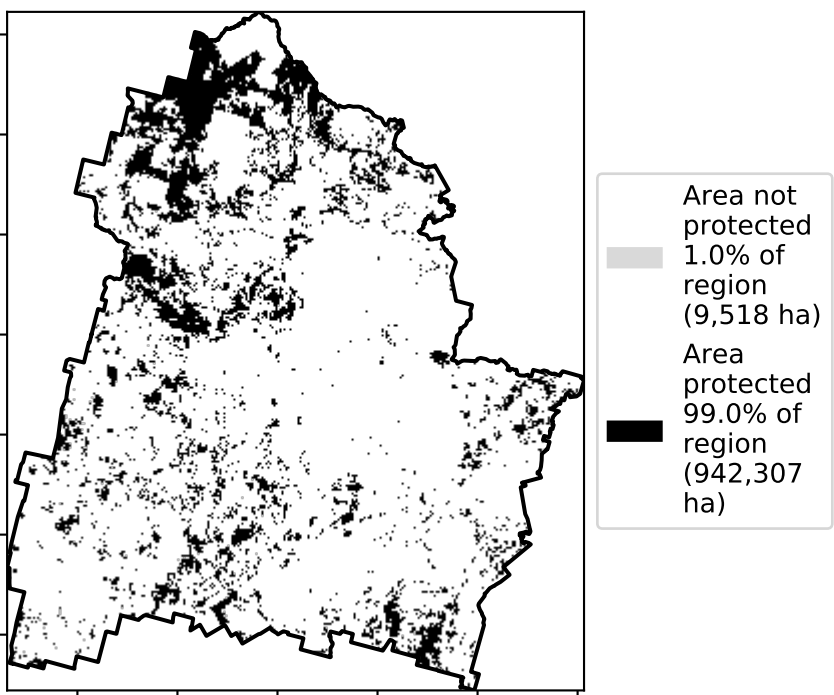 Area not
protected
1.0% of
region
(9,518 ha)
Area
protected
99.0% of
region
(942,307
ha)